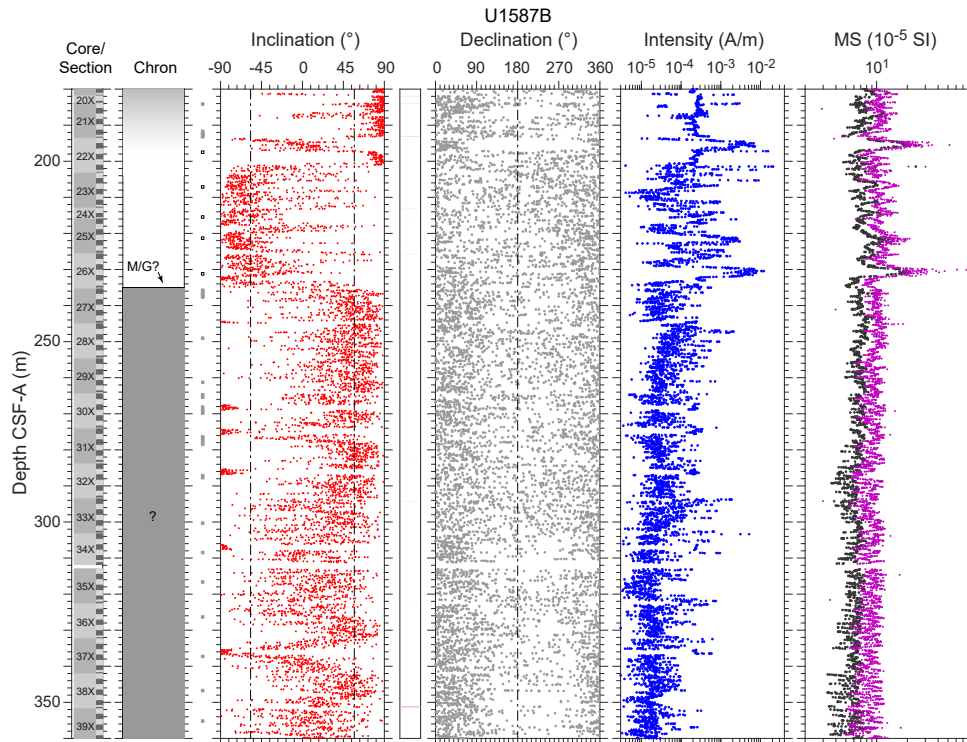 U1587B
Core/
Section
Chron
Inclination (°)
Declination (°)
Intensity (A/m)
MS (10⁻⁵ SI)
-90 -45 0 45 90
0 90 180 270 360
10⁻⁵ 10⁻⁴ 10⁻³ 10⁻²
10¹
Depth CSF-A (m)
200
250
300
350
20X
21X
22X
23X
24X
25X
26X
27X
28X
29X
30X
31X
32X
33X
34X
35X
36X
37X
38X
39X
M/G?
?